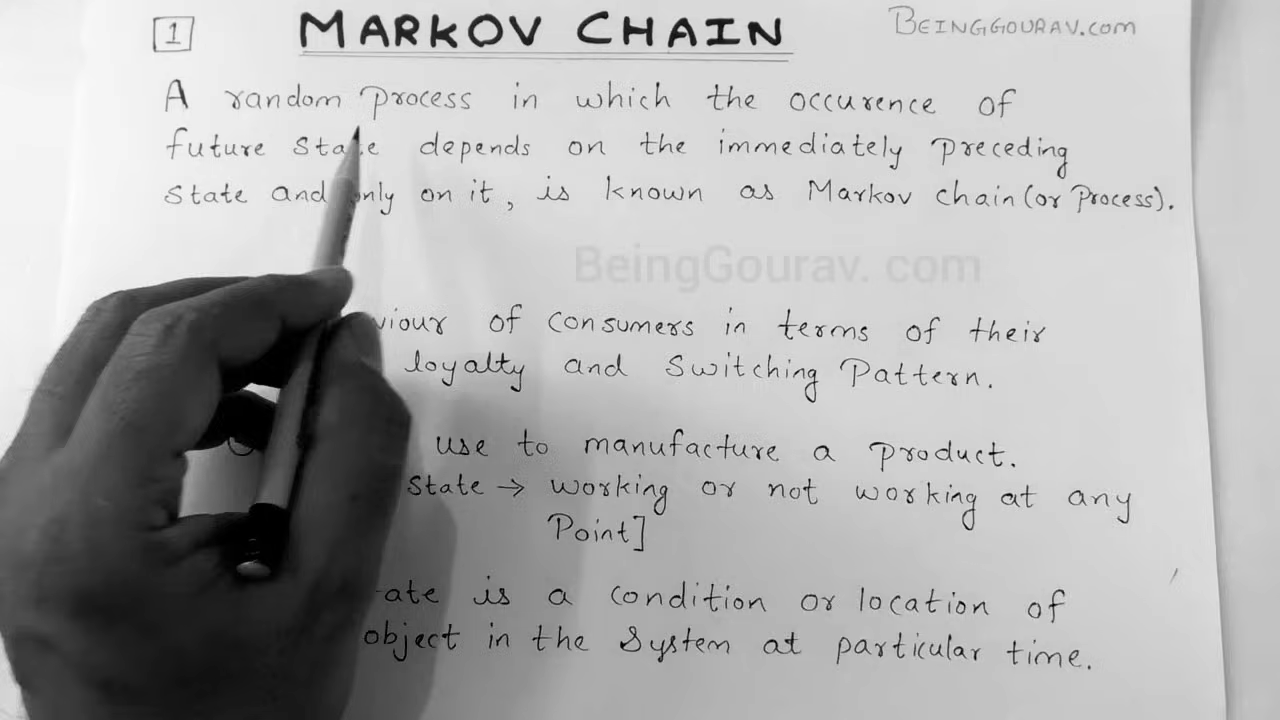 1
MARKOV CHAIN
BEINGGOURAV.com
A random process in which the occurence of
future state depends on the immediately preceding
state and only on it, is known as Markov chain (or Process).
BeingGourav. com
of consumers in terms of their
loyalty and switching Pattern.
use to manufacture a product.
State → working or not working at any
Point]
is a condition or location of
object in the system at particular time.